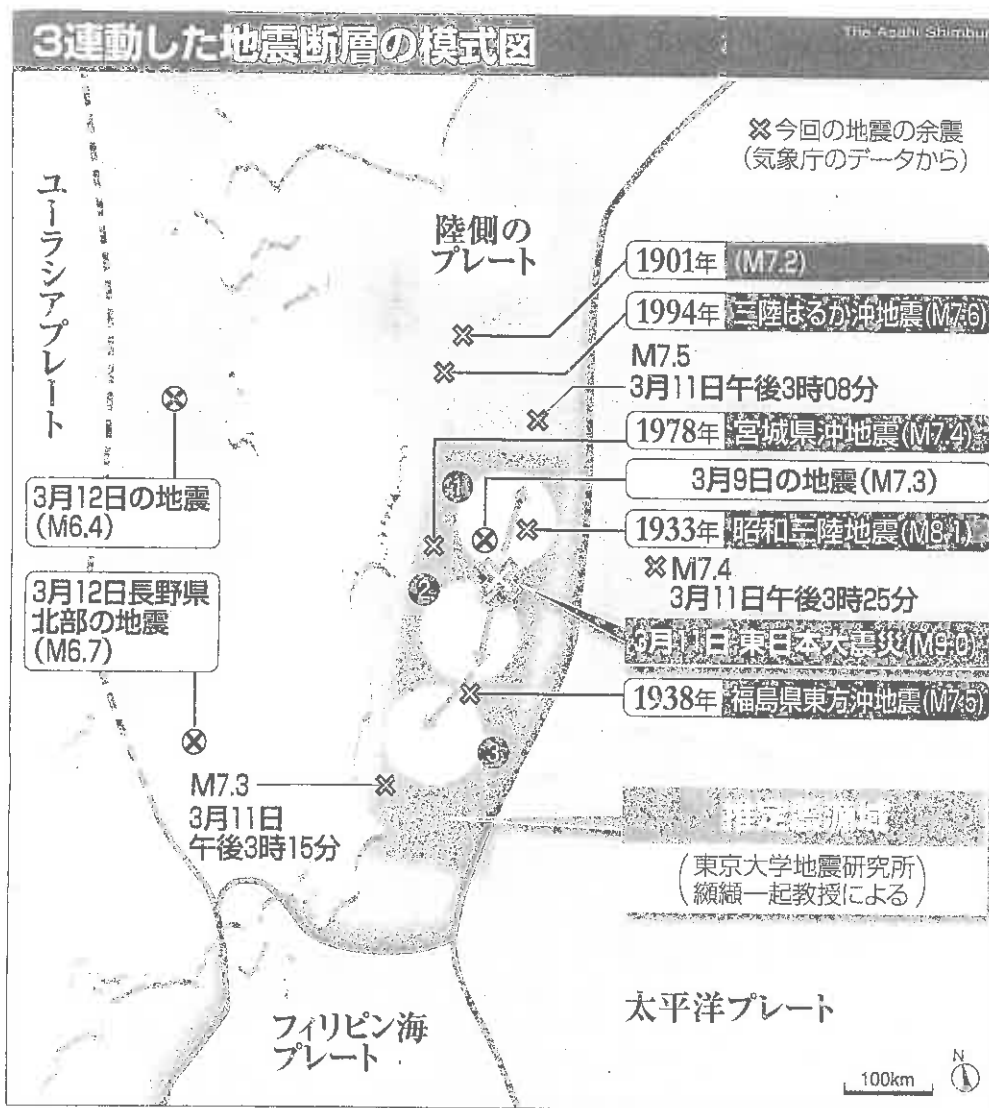 3連動した地震断層の模式図
The Asahi Shimbun
✖今回の地震の余震
(気象庁のデータから)
ユーラシアプレート
陸側の
プレート
1901年 (M7.2)
1994年 三陸はるか沖地震(M7.6)
M7.5
3月11日午後3時08分
1978年 宮城県沖地震(M7.4)
3月9日の地震(M7.3)
1933年 昭和三陸地震(M8.1)
✖M7.4
3月11日午後3時25分
3月11日 東日本大震災(M9.0)
1938年 福島県東方沖地震(M7.5)
1
2
3
3月12日の地震
(M6.4)
3月12日長野県
北部の地震
(M6.7)
M7.3
3月11日
午後3時15分
推定震源域
(東京大学地震研究所
纐纈一起教授による)
フィリピン海
プレート
太平洋プレート
100km
N